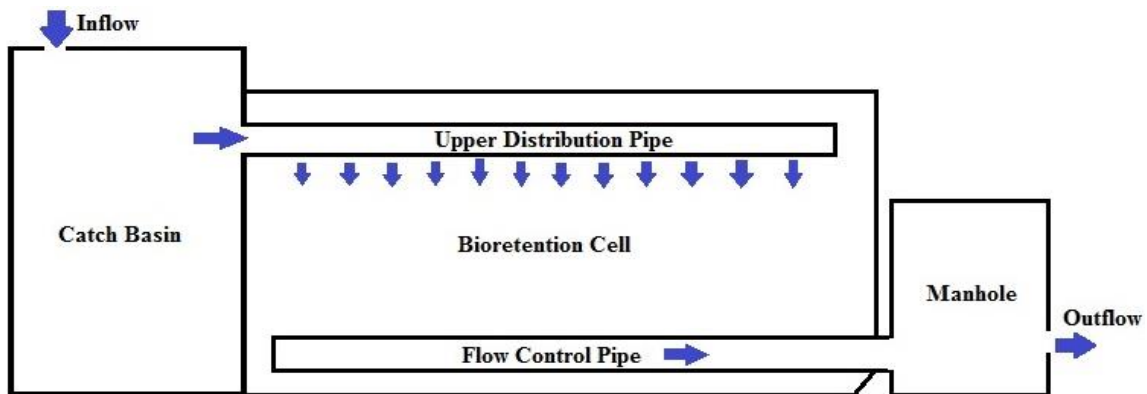 Inflow
Upper Distribution Pipe
Catch Basin
Bioretention Cell
Manhole
Outflow
Flow Control Pipe